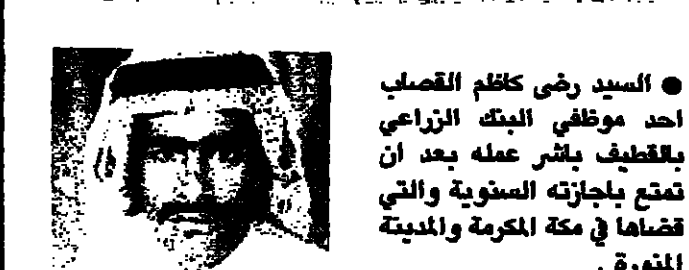 ● السيد رضى كاظم القصاب
احد موظفي البنك الزراعي
بالقطيف باشر عمله بعد أن
تمتع باجازته السنوية والتي
قضاها في مكة المكرمة والمدينة
المنورة .